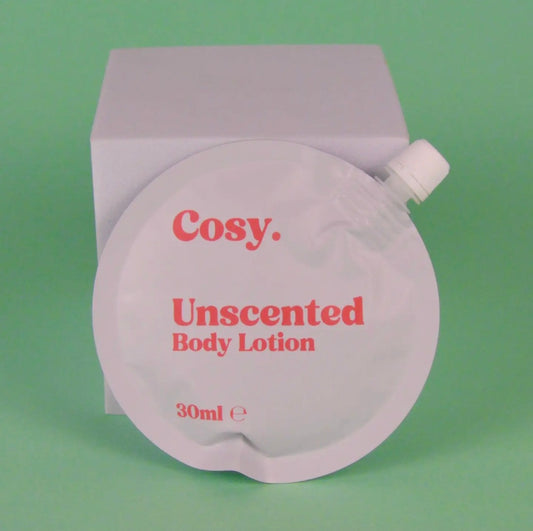 Cosy.
Unscented
Body Lotion
30ml ℮